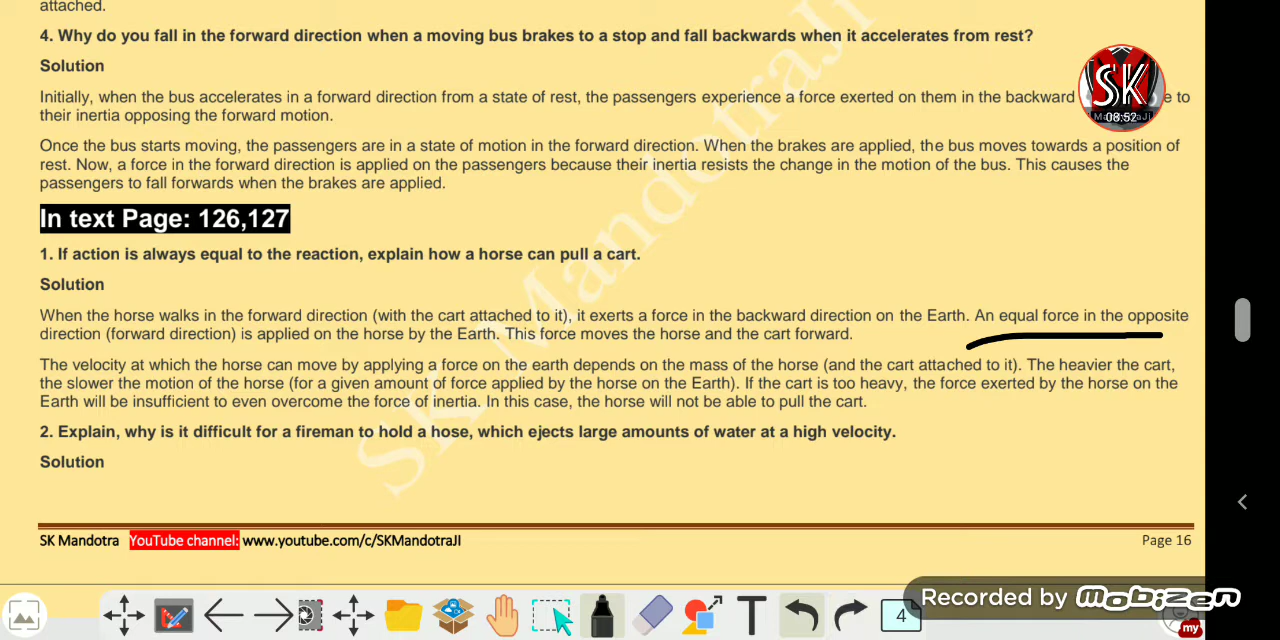 attached.
4. Why do you fall in the forward direction when a moving bus brakes to a stop and fall backwards when it accelerates from rest?
Solution
Initially, when the bus accelerates in a forward direction from a state of rest, the passengers experience a force exerted on them in the backward e to
their inertia opposing the forward motion.
Once the bus starts moving, the passengers are in a state of motion in the forward direction. When the brakes are applied, the bus moves towards a position of
rest. Now, a force in the forward direction is applied on the passengers because their inertia resists the change in the motion of the bus. This causes the
passengers to fall forwards when the brakes are applied.
In text Page: 126,127
1. If action is always equal to the reaction, explain how a horse can pull a cart.
Solution
When the horse walks in the forward direction (with the cart attached to it), it exerts a force in the backward direction on the Earth. An equal force in the opposite
direction (forward direction) is applied on the horse by the Earth. This force moves the horse and the cart forward.
The velocity at which the horse can move by applying a force on the earth depends on the mass of the horse (and the cart attached to it). The heavier the cart,
the slower the motion of the horse (for a given amount of force applied by the horse on the Earth). If the cart is too heavy, the force exerted by the horse on the
Earth will be insufficient to even overcome the force of inertia. In this case, the horse will not be able to pull the cart.
2. Explain, why is it difficult for a fireman to hold a hose, which ejects large amounts of water at a high velocity.
Solution
SK MandotraJI
SK
MandotraJi
08:52
SK Mandotra YouTube channel: www.youtube.com/c/SKMandotraJI
Page 16
T
4
Recorded by mobizen
my